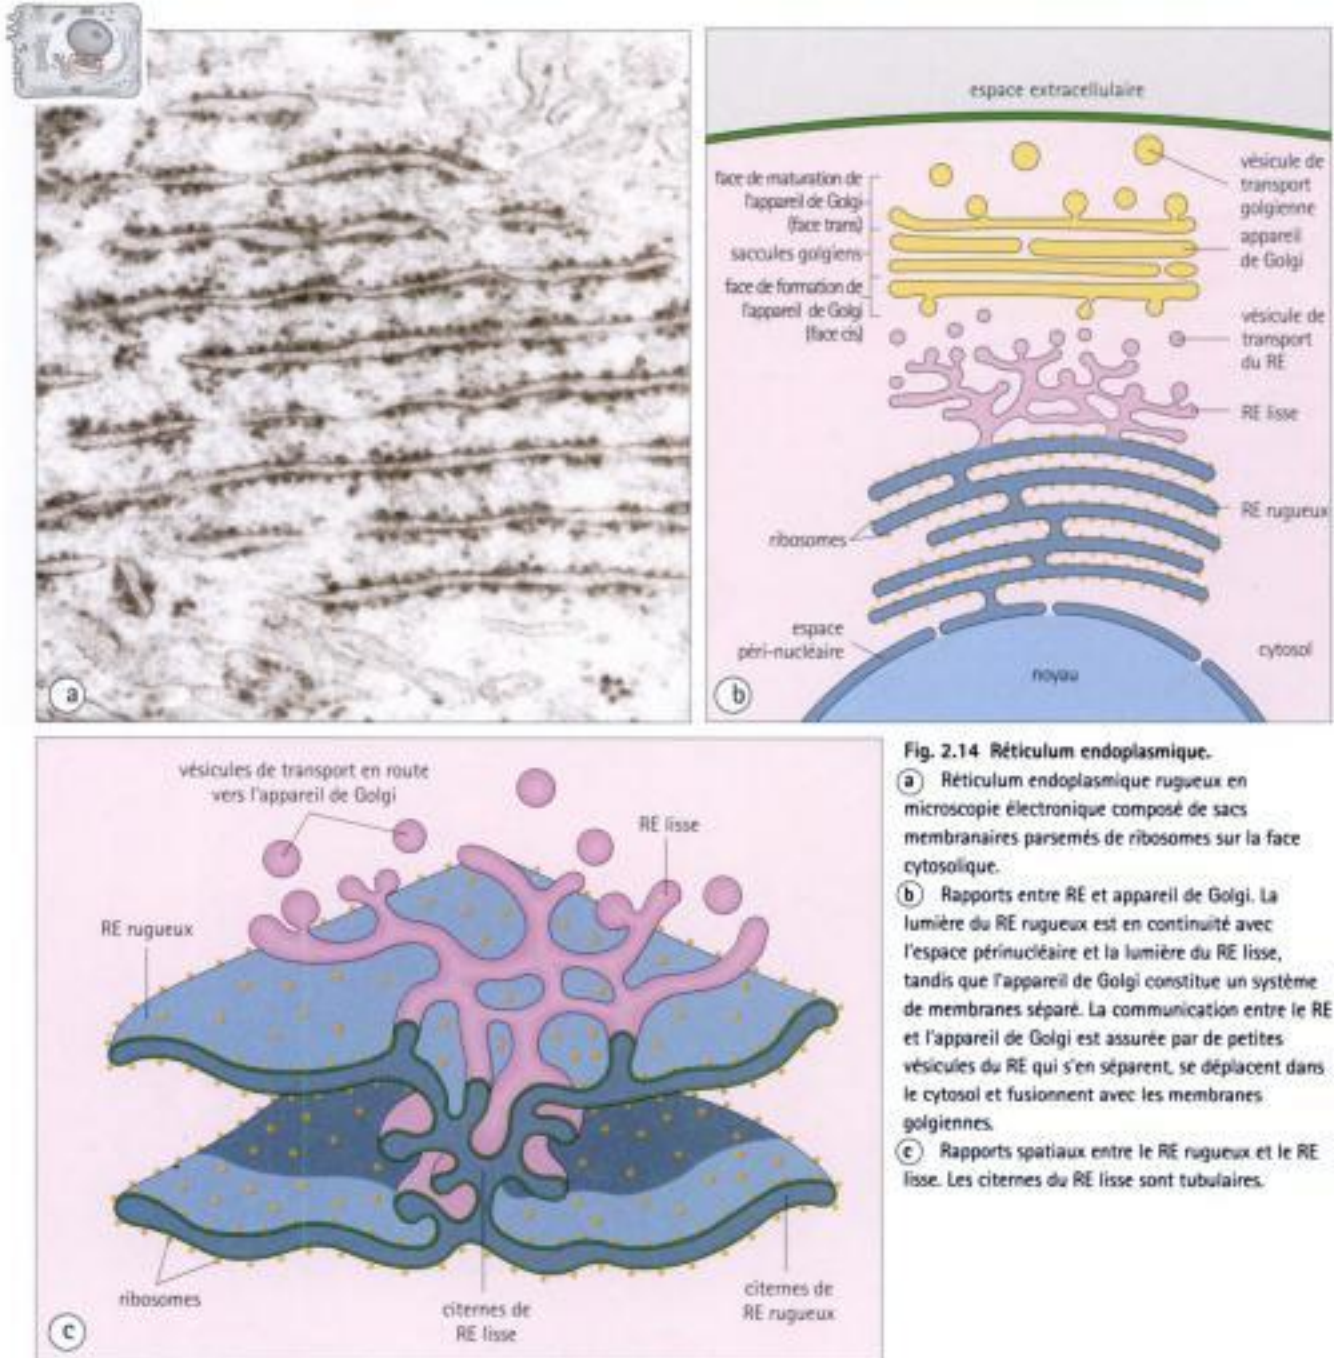 a
espace extracellulaire
face de maturation de
l'appareil de Golgi
(face trans)
saccules golgiens
face de formation de
l'appareil de Golgi
(face cis)
vésicule de
transport
golgienne
appareil
de Golgi
vésicule de
transport
du RE
RE lisse
RE rugueux
ribosomes
espace
péri-nucléaire
cytosol
noyau
b
vésicules de transport en route
vers l'appareil de Golgi
RE lisse
RE rugueux
ribosomes
citernes de
RE lisse
citernes de
RE rugueux
c
Fig. 2.14 Réticulum endoplasmique.
a Réticulum endoplasmique rugueux en
microscopie électronique composé de sacs
membranaires parsemés de ribosomes sur la face
cytosolique.
b Rapports entre RE et appareil de Golgi. La
lumière du RE rugueux est en continuité avec
l'espace périnucléaire et la lumière du RE lisse,
tandis que l'appareil de Golgi constitue un système
de membranes séparé. La communication entre le RE
et l'appareil de Golgi est assurée par de petites
vésicules du RE qui s'en séparent, se déplacent dans
le cytosol et fusionnent avec les membranes
golgiennes.
c Rapports spatiaux entre le RE rugueux et le RE
lisse. Les citernes du RE lisse sont tubulaires.